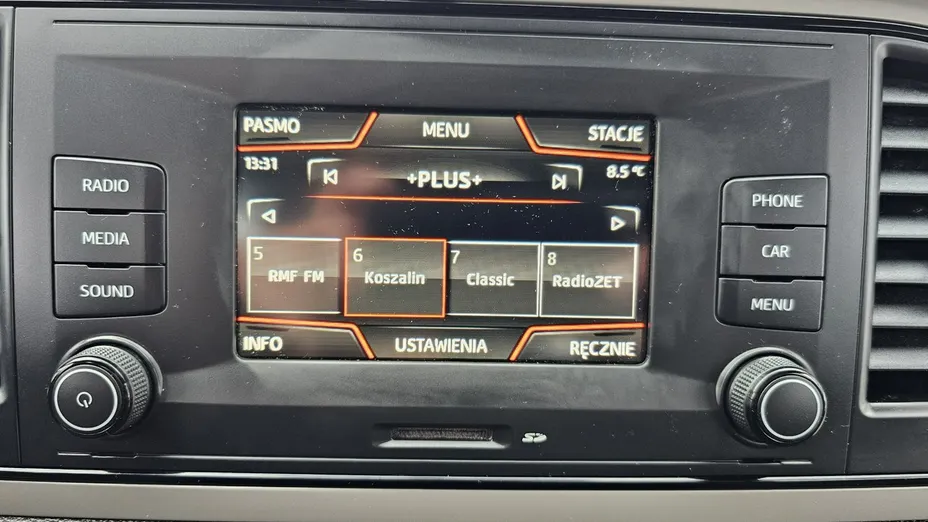 PASMO
MENU
STACJE
13:31
+PLUS+
8.5 °C
5
RMF FM
6
Koszalin
7
Classic
8
RadioZET
INFO
USTAWIENIA
RĘCZNIE
RADIO
MEDIA
SOUND
PHONE
CAR
MENU
SD